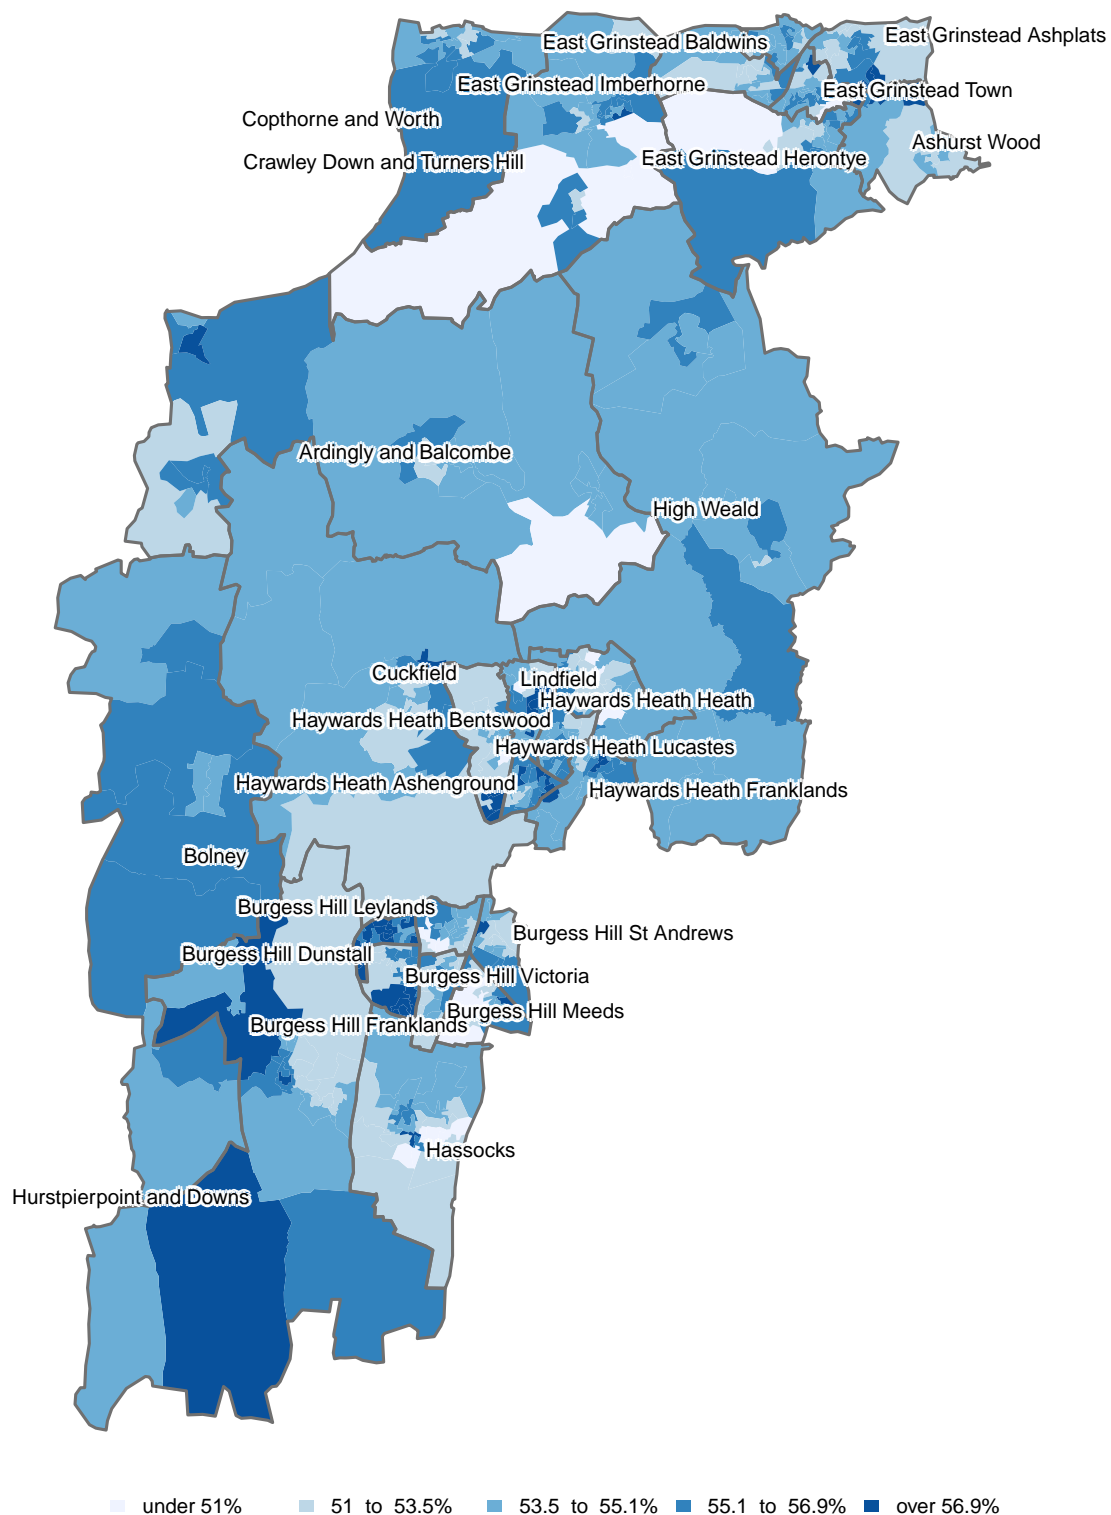 East Grinstead Ashplats
East Grinstead Baldwins
East Grinstead Imberhorne
East Grinstead Town
Copthorne and Worth
Ashurst Wood
Crawley Down and Turners Hill
East Grinstead Herontye
Ardingly and Balcombe
High Weald
Cuckfield
Lindfield
Haywards Heath Heath
Haywards Heath Bentswood
Haywards Heath Lucastes
Haywards Heath Ashenground
Haywards Heath Franklands
Bolney
Burgess Hill Leylands
Burgess Hill St Andrews
Burgess Hill Dunstall
Burgess Hill Victoria
Burgess Hill Meeds
Burgess Hill Franklands
Hassocks
Hurstpierpoint and Downs
under 51% 51 to 53.5% 53.5 to 55.1% 55.1 to 56.9% over 56.9%